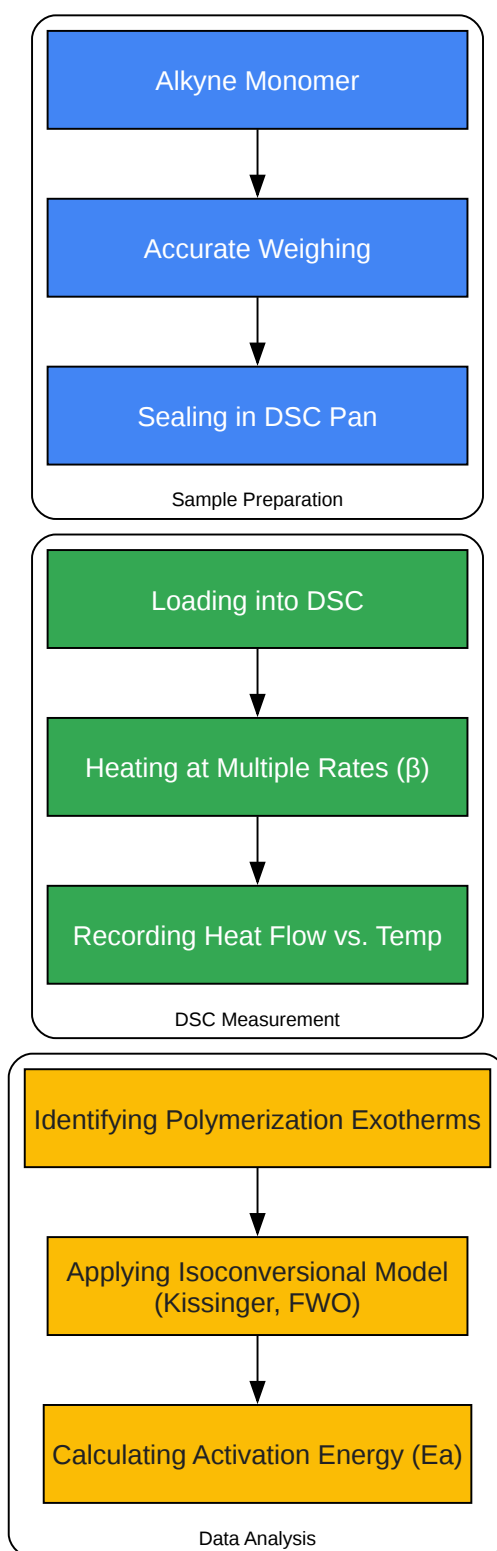 Alkyne Monomer
Accurate Weighing
Sealing in DSC Pan
Sample Preparation
Loading into DSC
Heating at Multiple Rates (β)
Recording Heat Flow vs. Temp
DSC Measurement
Identifying Polymerization Exotherms
Applying Isoconversional Model
(Kissinger, FWO)
Calculating Activation Energy (Ea)
Data Analysis